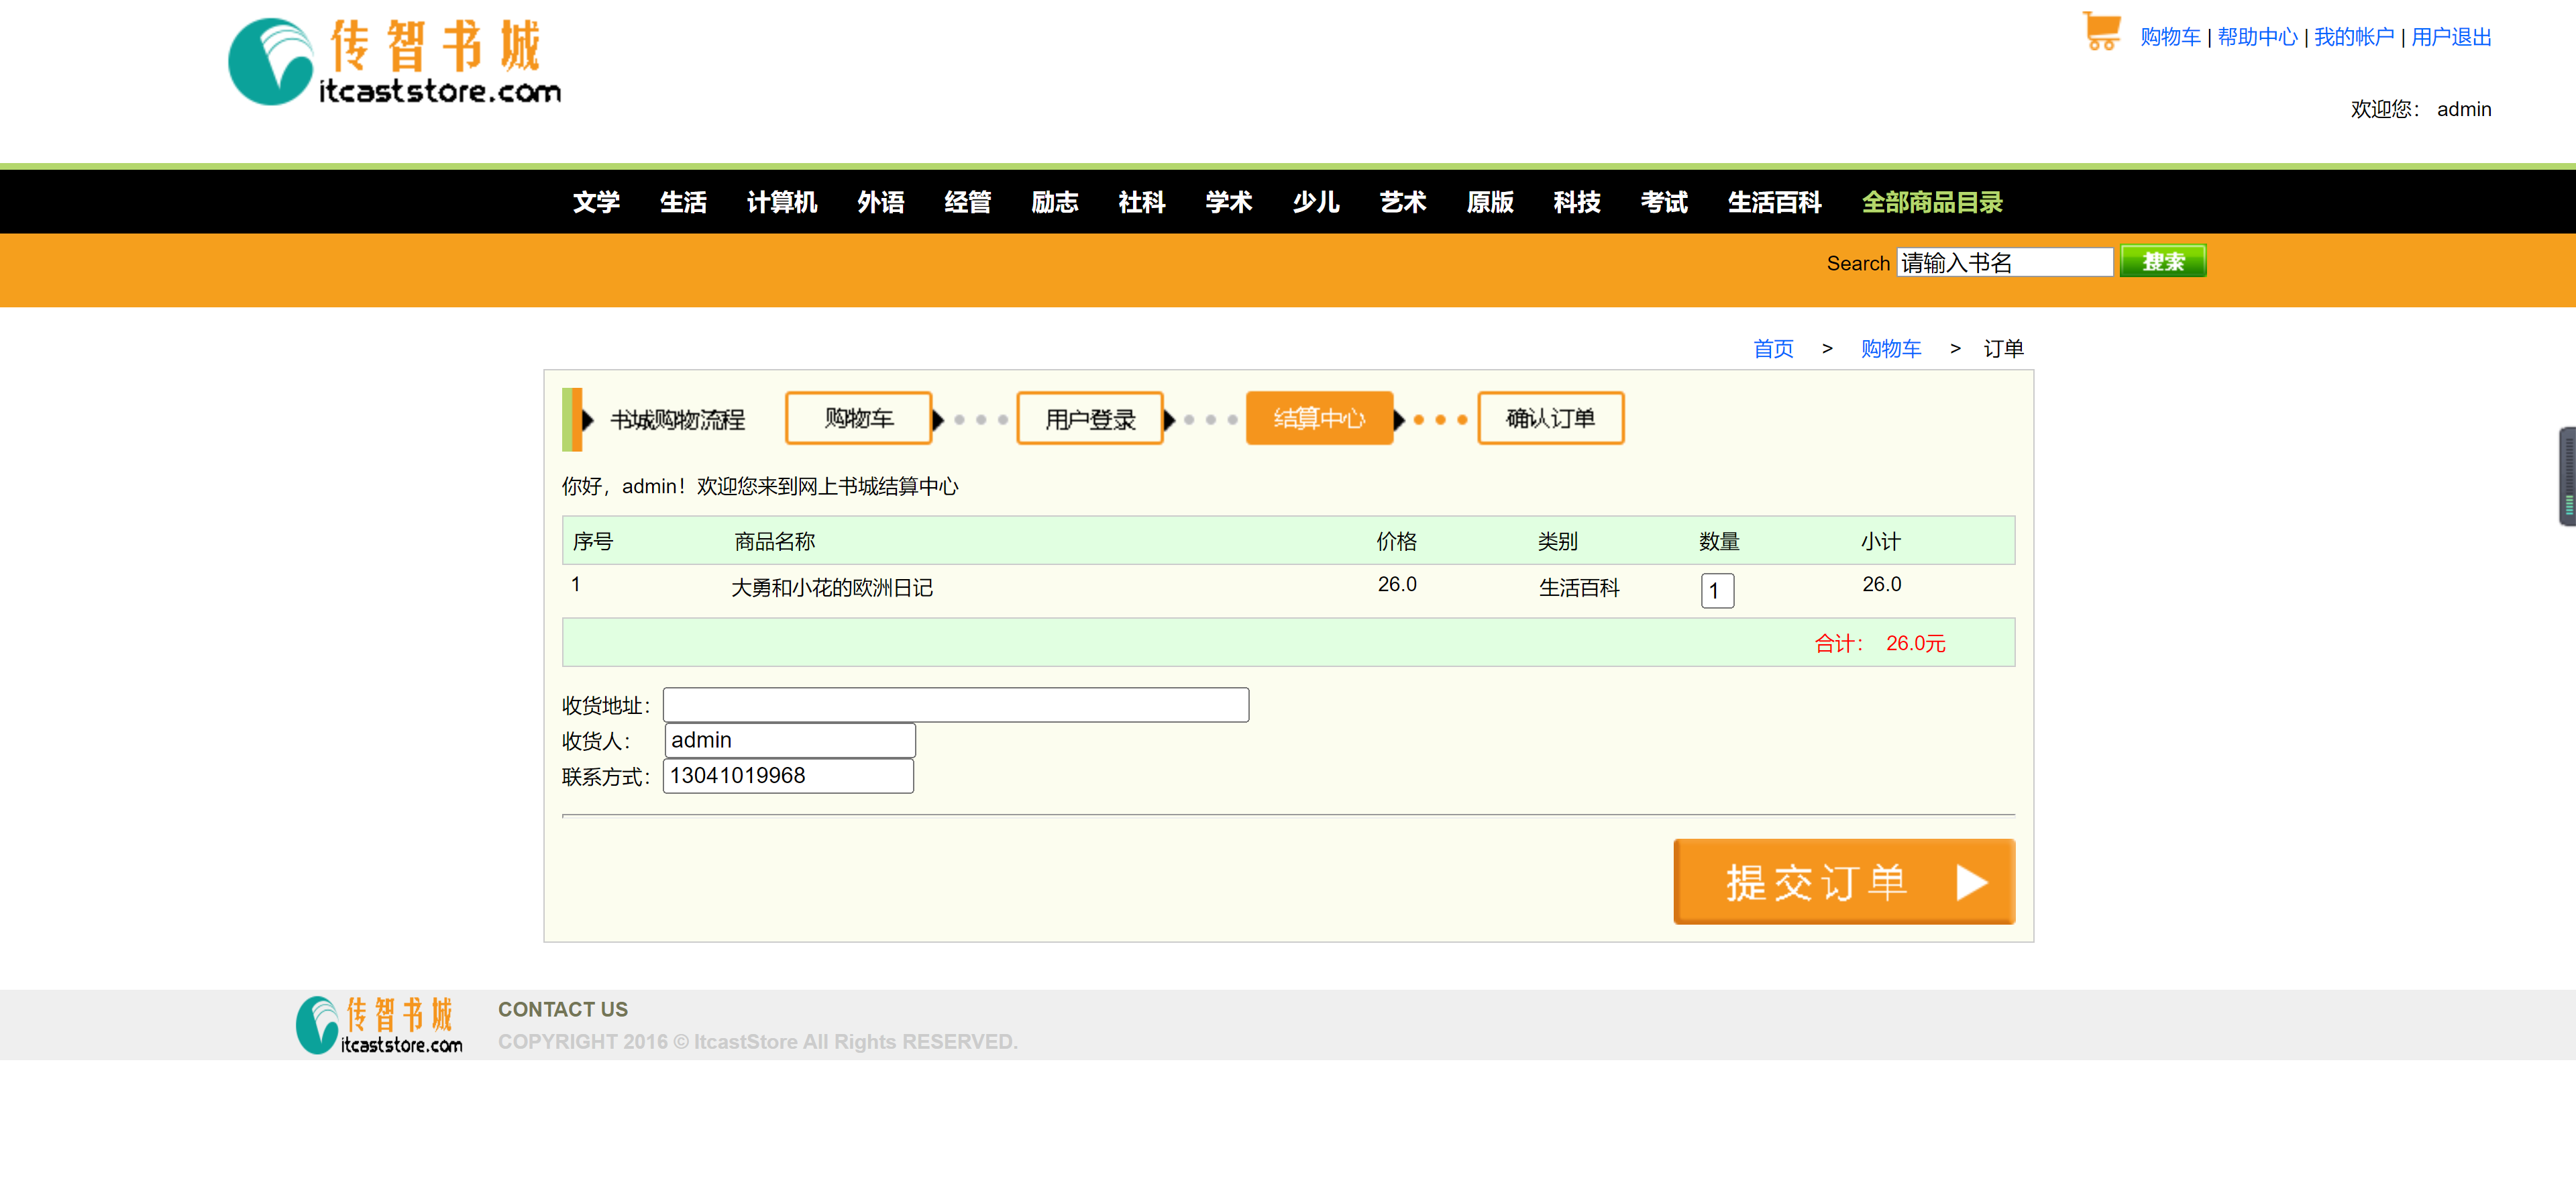 传智书城
itcaststore.com
购物车 | 帮助中心 | 我的帐户 | 用户退出
欢迎您： admin
文学 生活 计算机 外语 经管 励志 社科 学术 少儿 艺术 原版 科技 考试 生活百科 全部商品目录
Search 请输入书名 搜索
首页 > 购物车 > 订单
书城购物流程 购物车 用户登录 结算中心 确认订单
你好，admin！欢迎您来到网上书城结算中心
序号 商品名称 价格 类别 数量 小计
1 大勇和小花的欧洲日记 26.0 生活百科 1 26.0
合计： 26.0元
收货地址：
收货人： admin
联系方式： 13041019968
提交订单
传智书城
itcaststore.com
CONTACT US
COPYRIGHT 2016 © ItcastStore All Rights RESERVED.